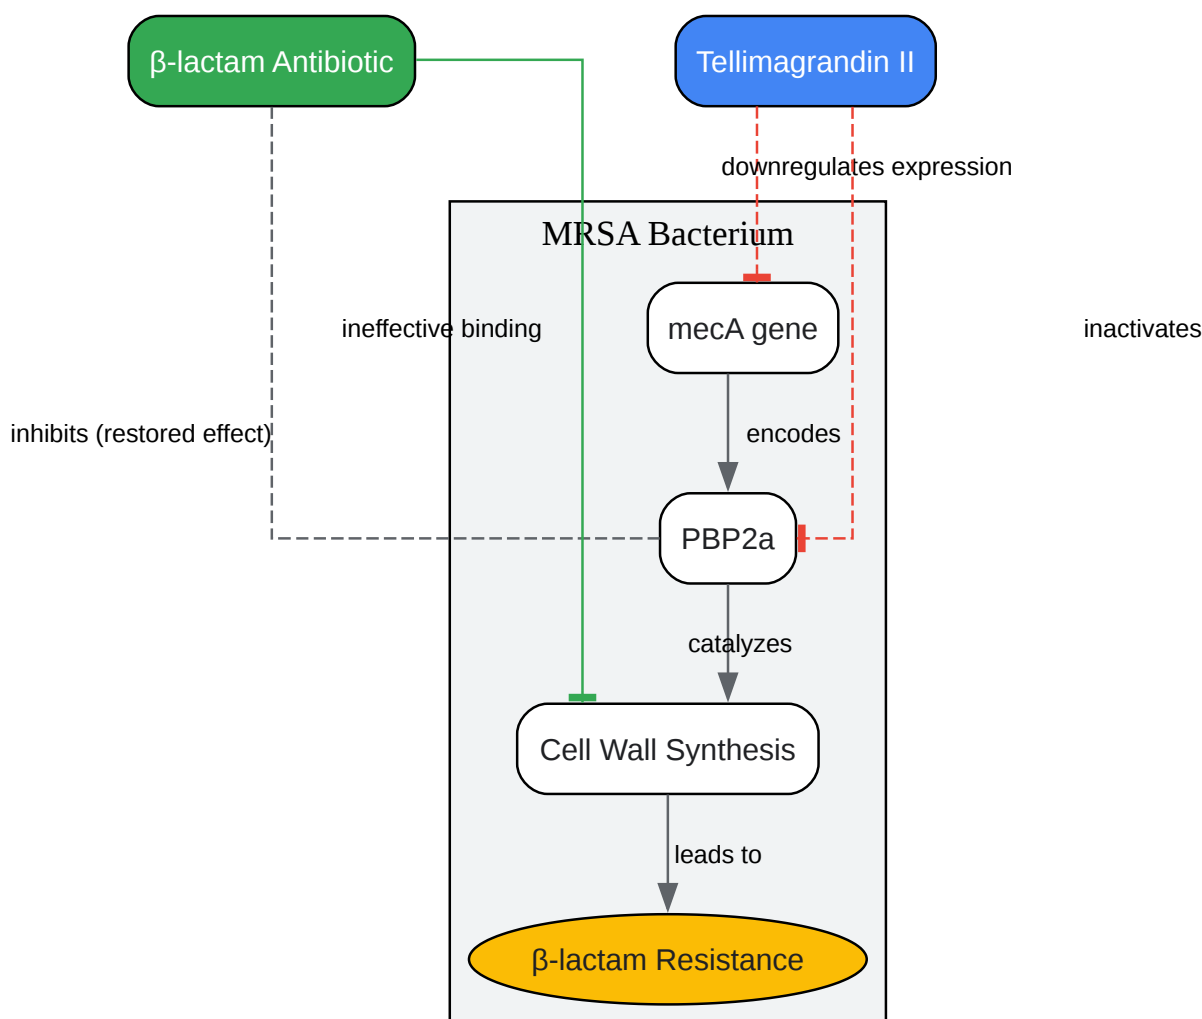 β-lactam Antibiotic
Tellimagrandin II
downregulates expression
MRSA Bacterium
mecA gene
ineffective binding
inactivates
inhibits (restored effect)
encodes
PBP2a
catalyzes
Cell Wall Synthesis
leads to
β-lactam Resistance